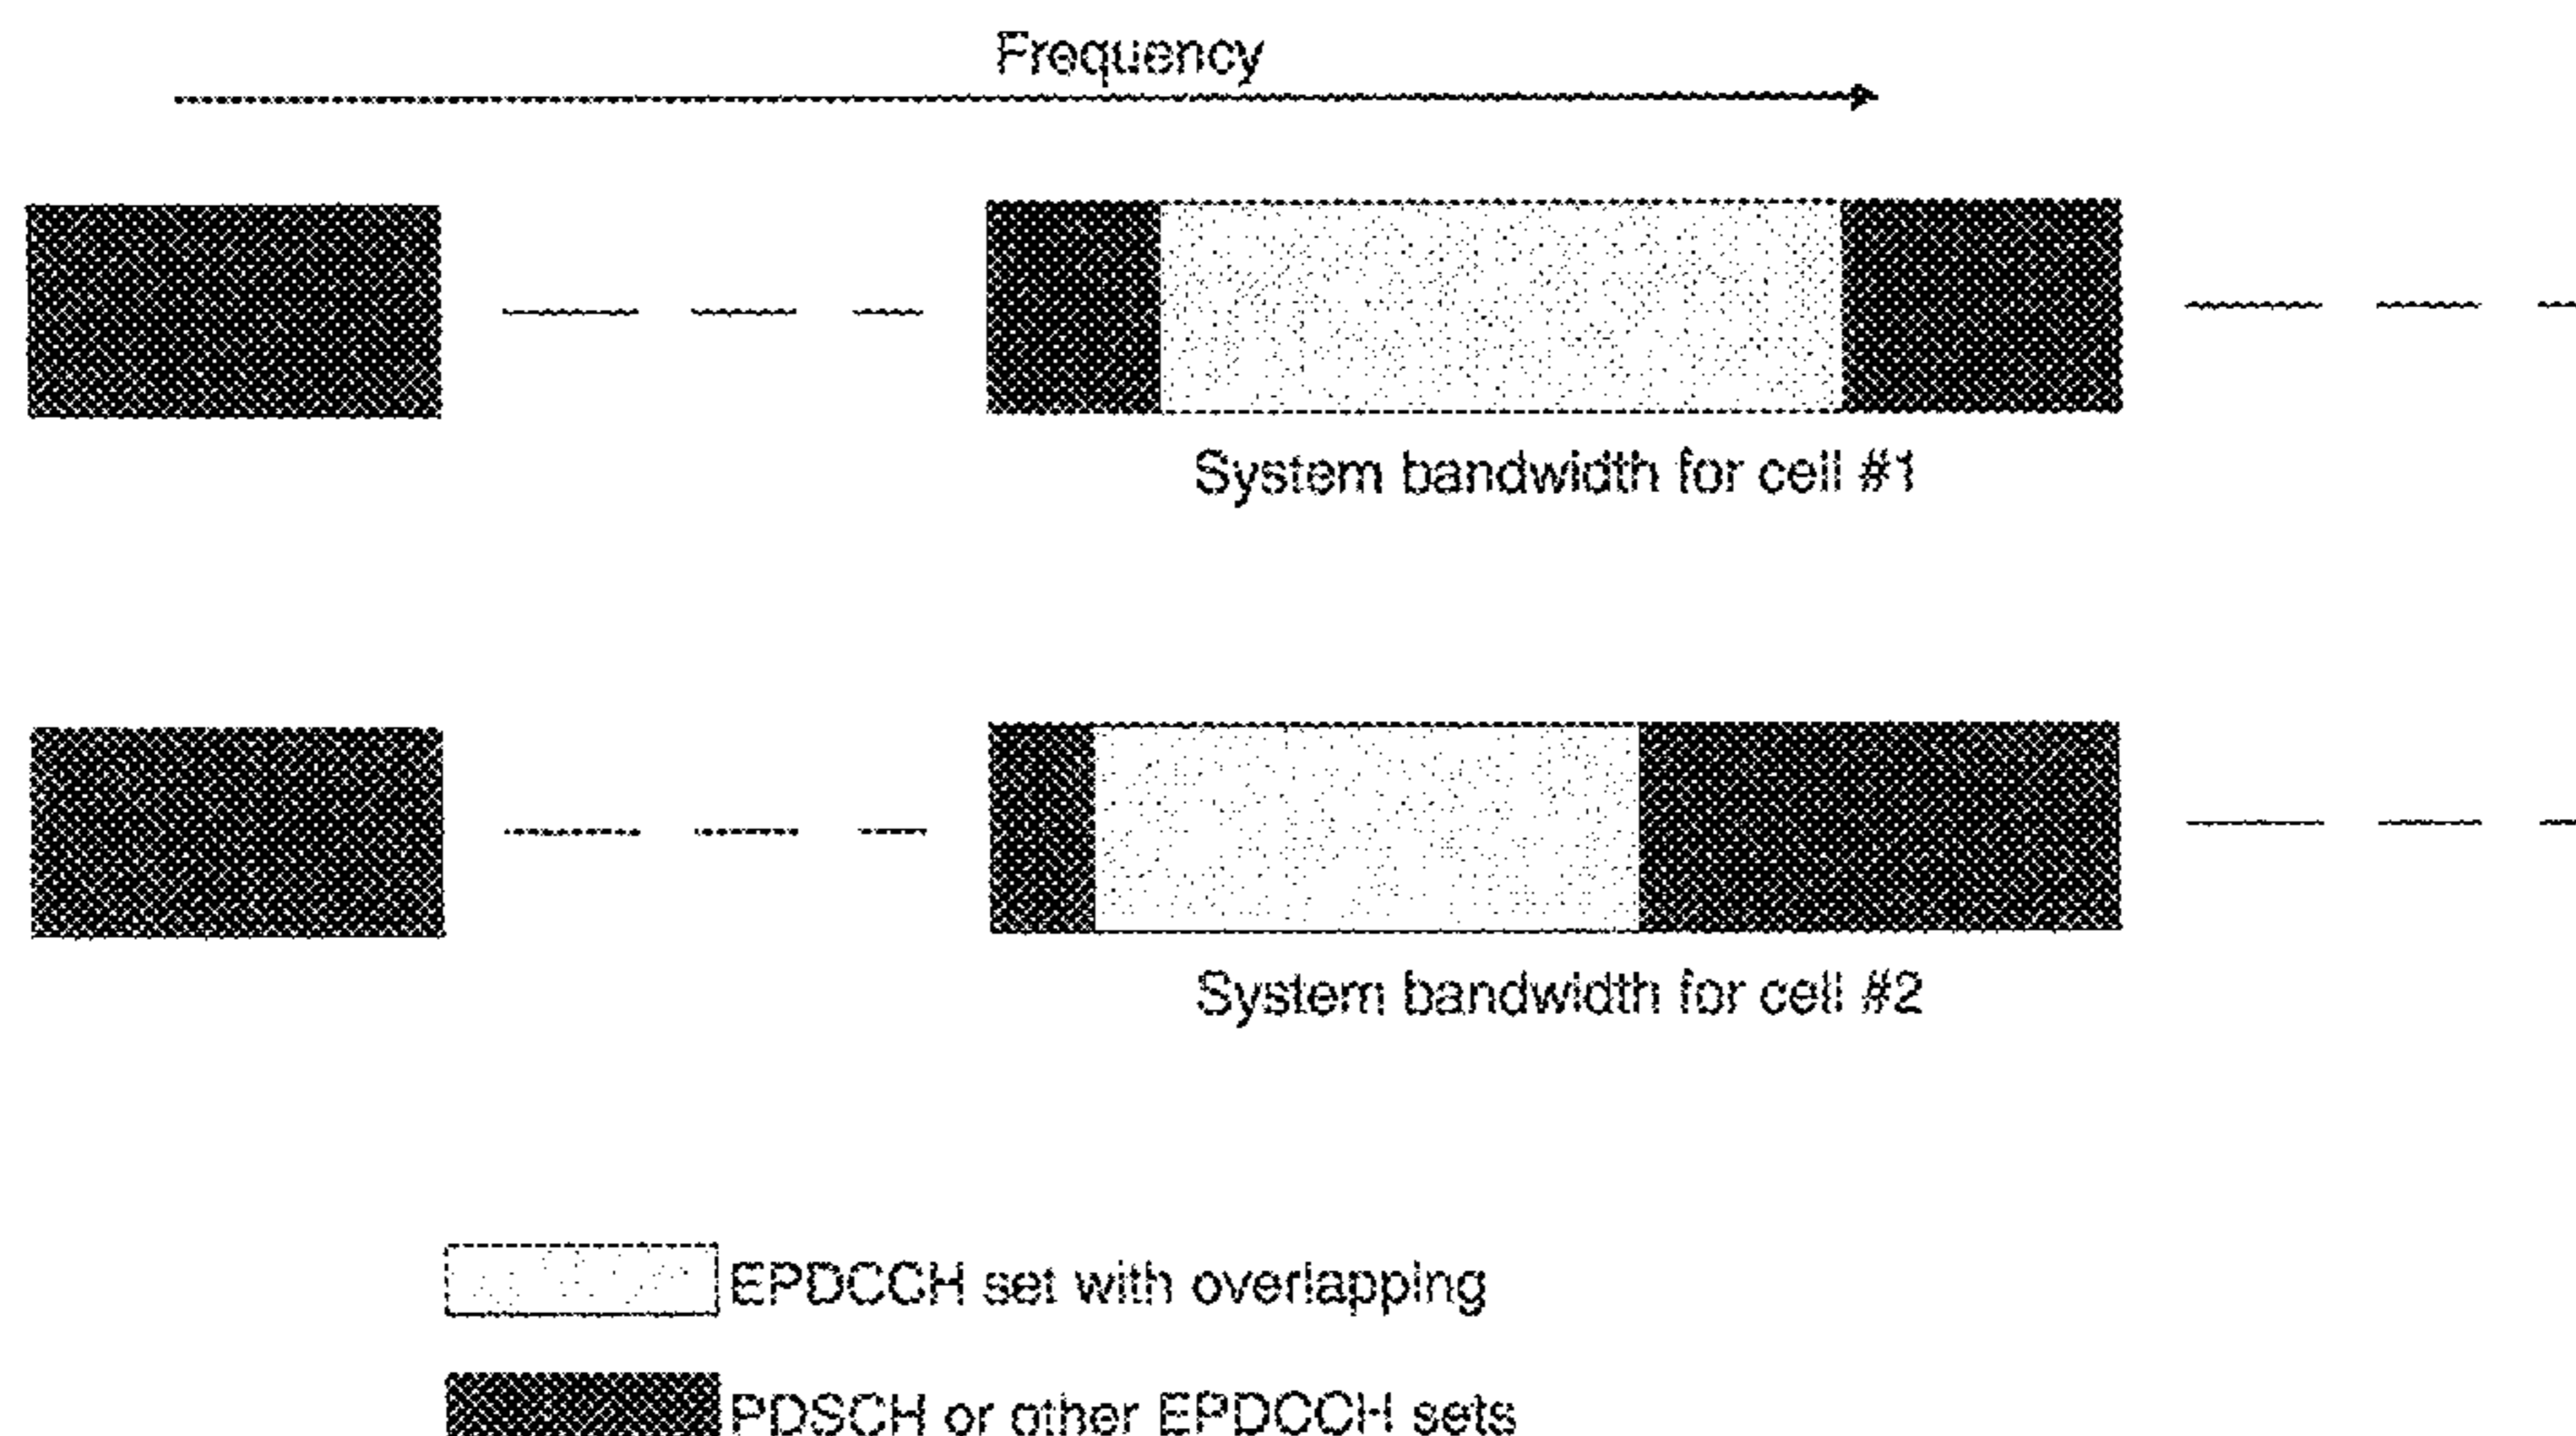 Frequency
System bandwidth for cell #1
System bandwidth for cell #2
EPDCCH set with overlapping
PDSCH or other EPDCCH sets